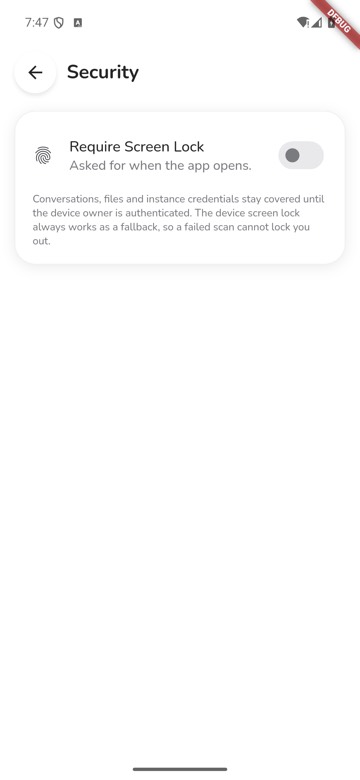 7:47
DEBUG
Security
Require Screen Lock
Asked for when the app opens.
Conversations, files and instance credentials stay covered until
the device owner is authenticated. The device screen lock
always works as a fallback, so a failed scan cannot lock you
out.